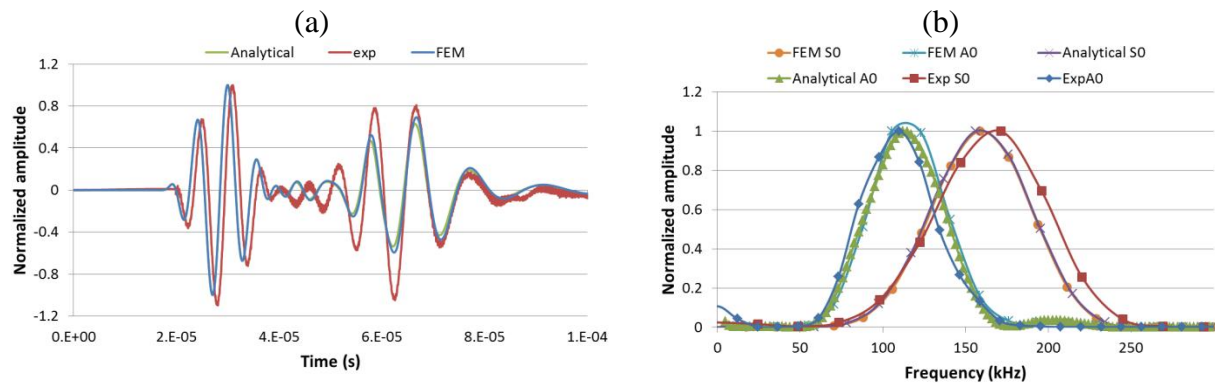 (a)
Analytical exp FEM
Normalized amplitude
1.2
0.8
0.4
0
-0.4
-0.8
-1.2
0.E+00 2.E-05 4.E-05 6.E-05 8.E-05 1.E-04
Time (s)
(b)
FEM S0 FEM A0 Analytical S0
Analytical A0 Exp S0 ExpA0
Normalized amplitude
1.2
1
0.8
0.6
0.4
0.2
0
0 50 100 150 200 250
Frequency (kHz)